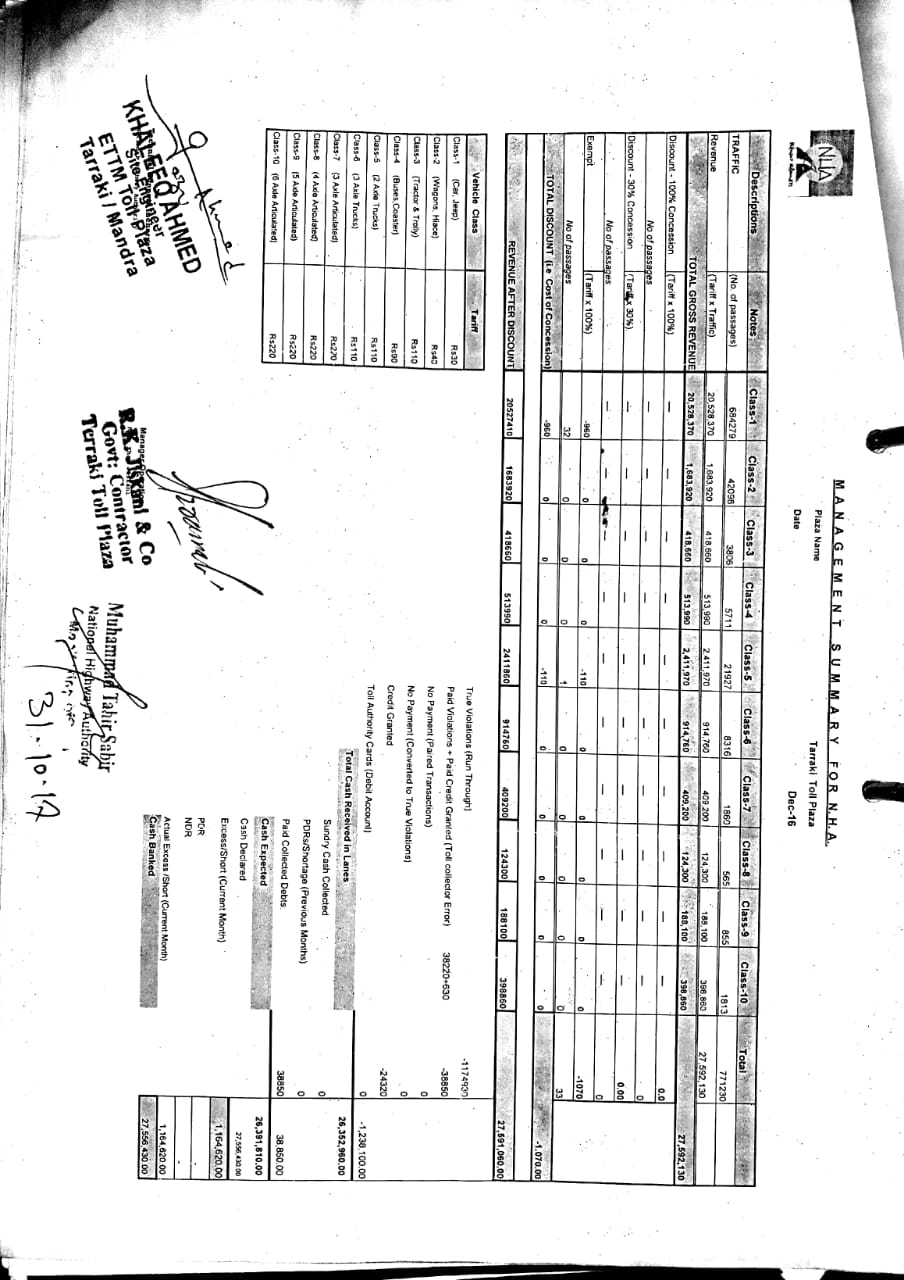 NHA
MANAGEMENT SUMMARY FOR N.H.A.
Plaza Name Tarraki Toll Plaza
Date Dec-16
Descriptions Notes Class-1 Class-2 Class-3 Class-4 Class-5 Class-6 Class-7 Class-8 Class-9 Class-10 Total
TRAFFIC (No. of passages) 684279 42098 3806 5711 21927 8316 1860 565 855 1813 771230
Revenue (Tariff x Traffic) 20,528,370 1,683,920 418,660 513,990 2,411,970 914,760 409,200 124,300 188,100 398,860 27,592,130
TOTAL GROSS REVENUE 20,528,370 1,683,920 418,660 513,990 2,411,970 914,760 409,200 124,300 188,100 398,860 27,592,130
Discount - 100% Concession (Tariff x 100%) — — — — — — — — — — 0.0
No of passages — — — — — — — — — — 0
Discount - 30% Concession (Tariff x 30%) — — — — — — — — — — 0.00
No of passages — — — — — — — — — — 0
Exempt (Tariff x 100%) -960 0 0 0 -110 0 0 0 0 0 -1070
No of passages 32 0 0 0 1 0 0 0 0 0 33
TOTAL DISCOUNT (i.e Cost of Concession) -960 0 0 0 -110 0 0 0 0 0 -1,070.00
REVENUE AFTER DISCOUNT 20527410 1683920 418660 513990 2411860 914760 409200 124300 188100 398860 27,591,060.00
Vehicle Class Tariff
Class-1 (Car, Jeep) Rs30
Class-2 (Wagons, Hiace) Rs40
Class-3 (Tractor & Trolly) Rs110
Class-4 (Buses,Coaster) Rs90
Class-5 (2 Axle Trucks) Rs110
Class-6 (3 Axle Trucks) Rs110
Class-7 (3 Axle Articulated) Rs220
Class-8 (4 Axle Articulated) Rs220
Class-9 (5 Axle Articulated) Rs220
Class-10 (6 Axle Articulated) Rs220
True Violations (Run Through) -1174930
Paid Violations + Paid Credit Granted (Toll collector Error) 38220+630 -38850
No Payment (Paired Transactions) 0
No Payment (Converted to True Violations) 0
Credit Granted -24320
Toll Authority Cards (Debit Account) 0 -1,238,100.00
Total Cash Received in Lanes 26,352,960.00
Sundry Cash Collected 0
PDRs/Shortage (Previous Months) 0
Paid Collected Debts 38850 38,850.00
Cash Expected 26,391,810.00
Cash Declared 27,556,430.00
Excess/Short (Current Month) 1,164,620.00
PDR -
NDR -
Actual Excess /Short (Current Month) 1,164,620.00
Cash Banked 27,556,430.00
KHALEEQ AHMED
Site Engineer
ETTM Toll Plaza
Tarraki / Mandra
R.K. Jiskani & Co
Govt: Contractor
Terraki Toll Plaza
Muhammad Tahir Sabir
National Highway Authority
31-10-17